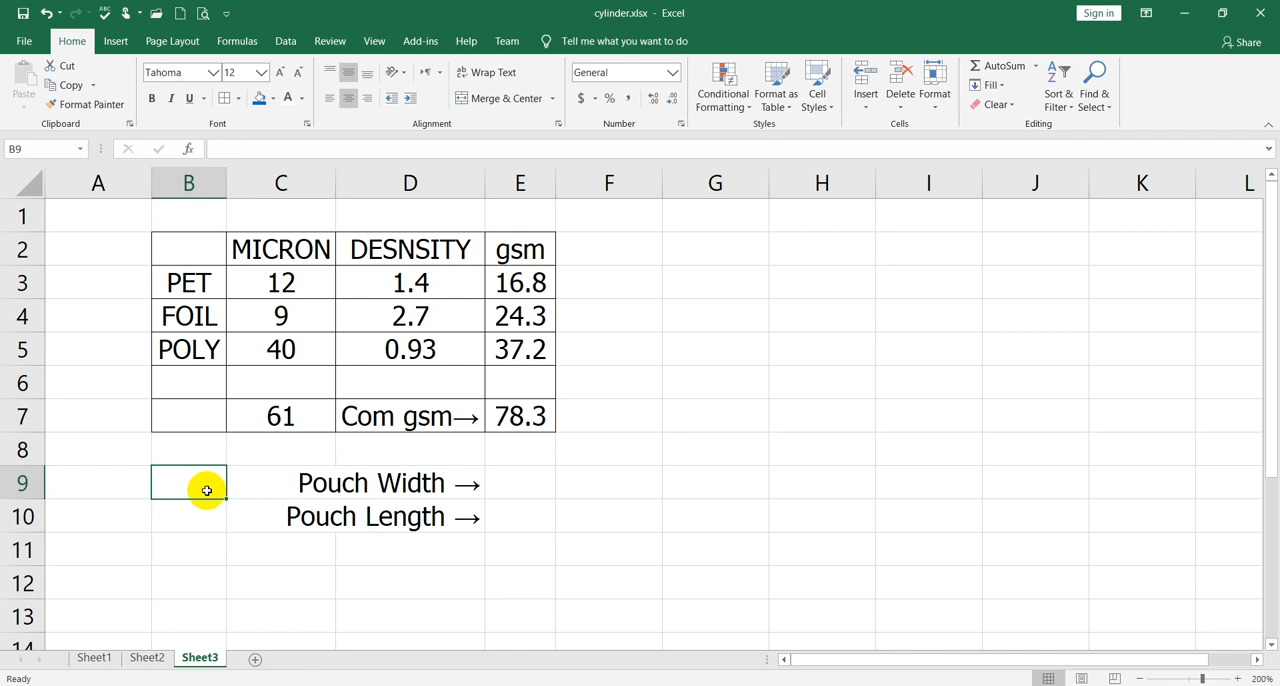 cylinder.xlsx - Excel
Sign in
File Home Insert Page Layout Formulas Data Review View Add-ins Help Team Tell me what you want to do
Share
Paste
Cut
Copy
Format Painter
Clipboard
Tahoma 12
B I U
Font
Wrap Text
Merge & Center
Alignment
General
$ % ,
Number
Conditional Formatting
Format as Table
Cell Styles
Styles
Insert Delete Format
Cells
AutoSum
Fill
Clear
Sort & Filter
Find & Select
Editing
B9 fx
A B C D E F G H I J K L
1
2 MICRON DESNSITY gsm
3 PET 12 1.4 16.8
4 FOIL 9 2.7 24.3
5 POLY 40 0.93 37.2
6
7 61 Com gsm→ 78.3
8
9 Pouch Width →
10 Pouch Length →
11
12
13
14
Sheet1 Sheet2 Sheet3
Ready 200%